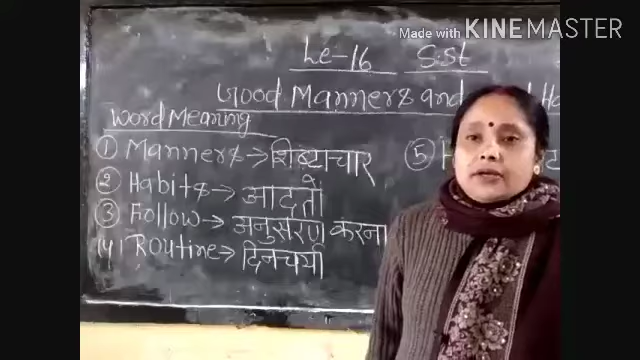 Made with KINEMASTER
Le-16 S.St
Good Manners and
Word Meaning
① Manners → शिष्टाचार
② Habits → आदतों
③ Follow → अनुसरण करना
(4) Routine → दिनचर्या
⑤